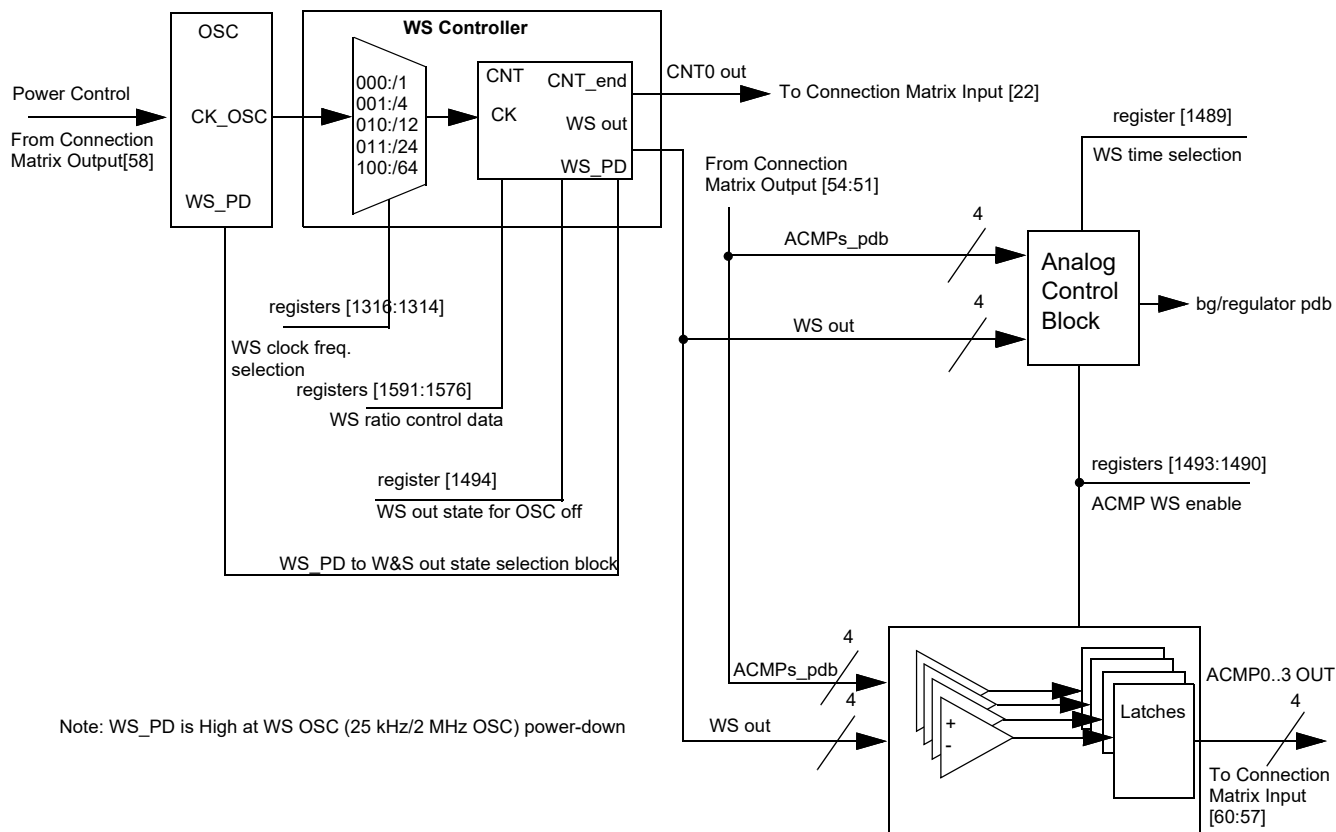 OSC
Power Control
CK_OSC
From Connection
Matrix Output[58]
WS_PD
WS Controller
000:/1
001:/4
010:/12
011:/24
100:/64
CNT
CNT_end
CK
WS out
WS_PD
CNT0 out
To Connection Matrix Input [22]
registers [1316:1314]
WS clock freq.
selection
registers [1591:1576]
WS ratio control data
register [1494]
WS out state for OSC off
WS_PD to W&S out state selection block
From Connection
Matrix Output [54:51]
register [1489]
WS time selection
4
ACMPs_pdb
4
WS out
Analog
Control
Block
bg/regulator pdb
registers [1493:1490]
ACMP WS enable
4
ACMPs_pdb
4
WS out
+
-
Latches
ACMP0..3 OUT
4
To Connection
Matrix Input
[60:57]
Note: WS_PD is High at WS OSC (25 kHz/2 MHz OSC) power-down